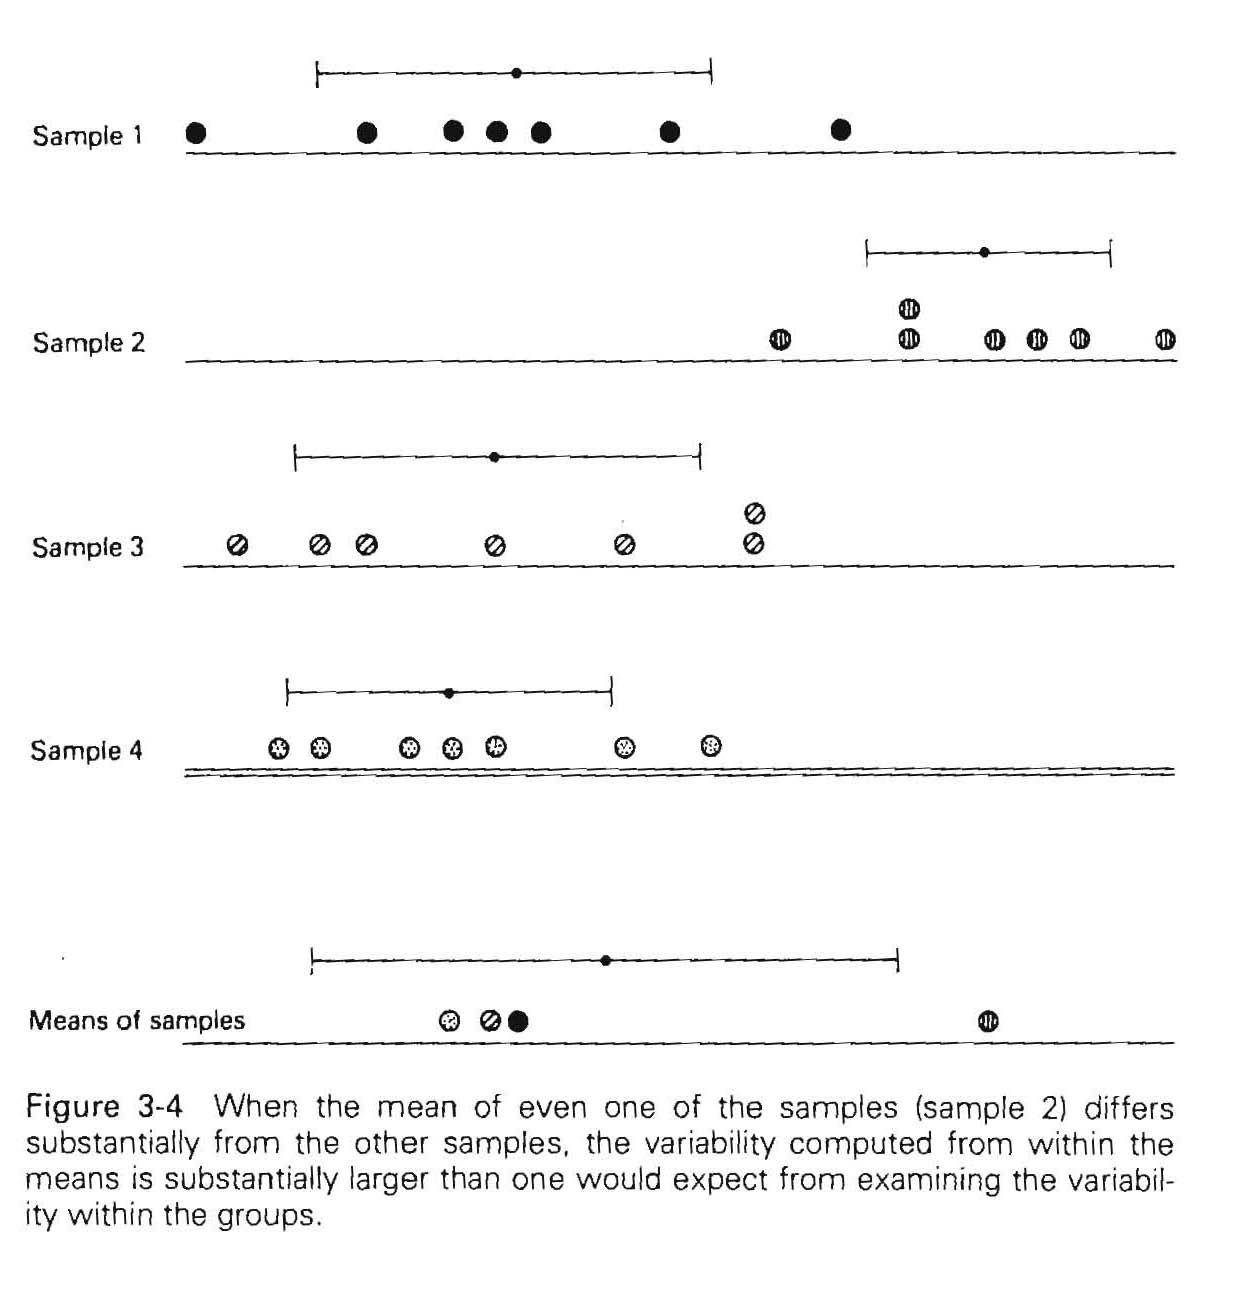 Sample 1
Sample 2
Sample 3
Sample 4
Means of samples
Figure 3-4 When the mean of even one of the samples (sample 2) differs
substantially from the other samples, the variability computed from within the
means is substantially larger than one would expect from examining the variabil-
ity within the groups.